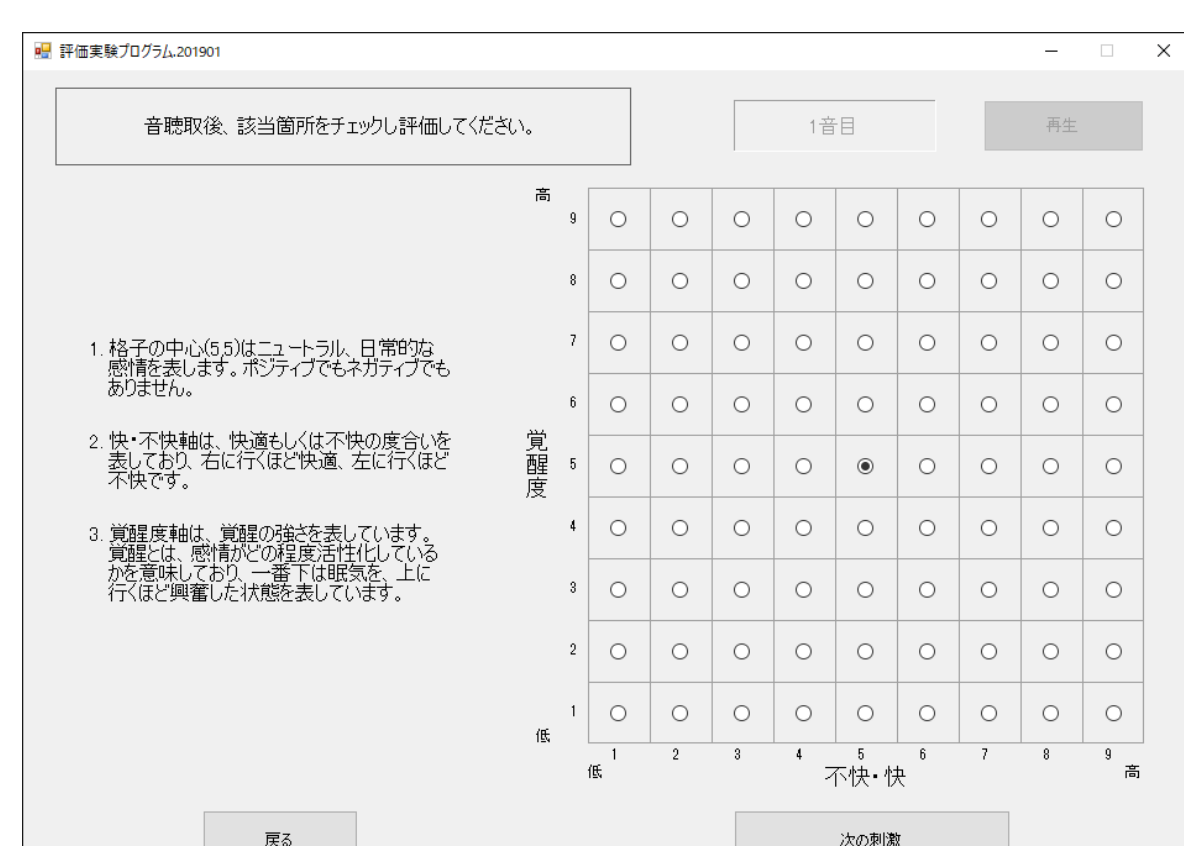 評価実験プログラム.201901
音聴取後、該当箇所をチェックし評価してください。
1音目
再生
1. 格子の中心(5,5)はニュートラル、日常的な
感情を表します。ポジティブでもネガティブでも
ありません。
2. 快・不快軸は、快適もしくは不快の度合いを
表しており、右に行くほど快適、左に行くほど
不快です。
3. 覚醒度軸は、覚醒の強さを表しています。
覚醒とは、感情がどの程度活性化している
かを意味しており、一番下は眠気を、上に
行くほど興奮した状態を表しています。
高
9
8
7
6
覚醒度
5
4
3
2
1
低
1 2 3 4 5 6 7 8 9
低 不快・快 高
戻る
次の刺激